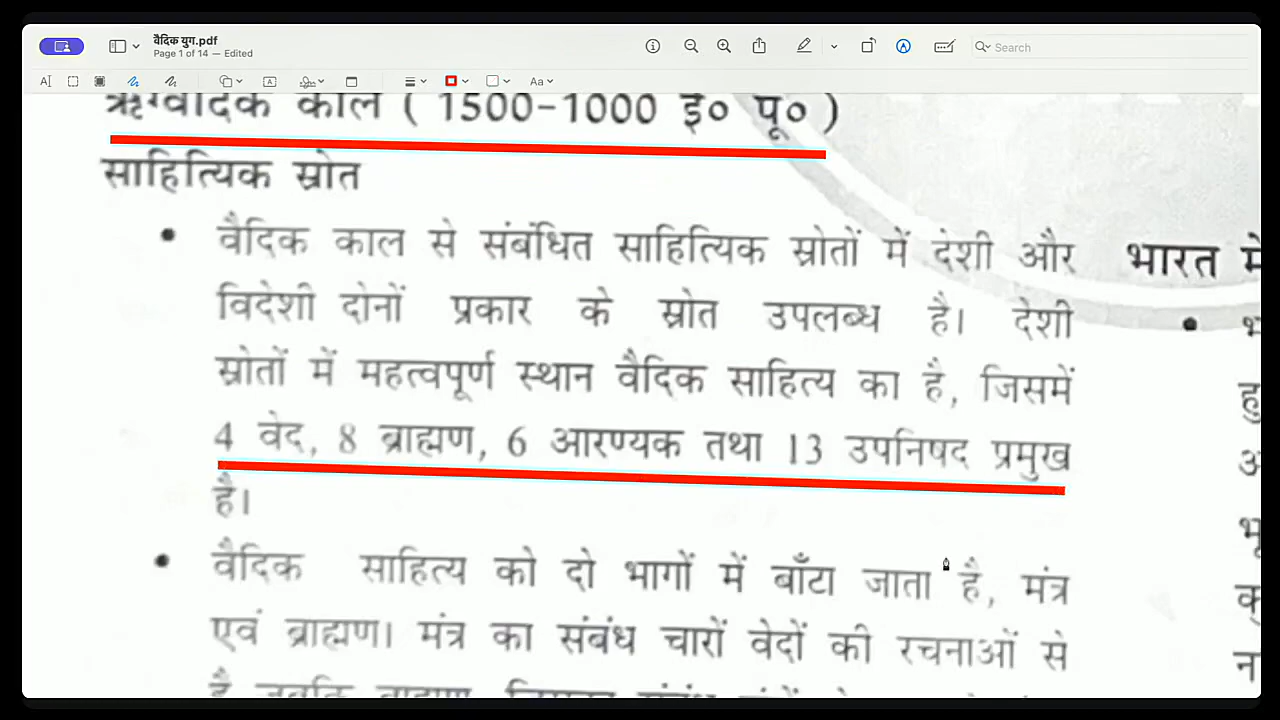 वैदिक युग.pdf
Page 1 of 14 — Edited
Search
Aa
ऋग्वैदिक काल ( 1500-1000 ई० पू० )
साहित्यिक स्रोत
• वैदिक काल से संबंधित साहित्यिक स्रोतों में देशी और
विदेशी दोनों प्रकार के स्रोत उपलब्ध है। देशी
स्रोतों में महत्वपूर्ण स्थान वैदिक साहित्य का है, जिसमें
4 वेद, 8 ब्राह्मण, 6 आरण्यक तथा 13 उपनिषद प्रमुख
है।
• वैदिक साहित्य को दो भागों में बाँटा जाता है, मंत्र
एवं ब्राह्मण। मंत्र का संबंध चारों वेदों की रचनाओं से
भारत में